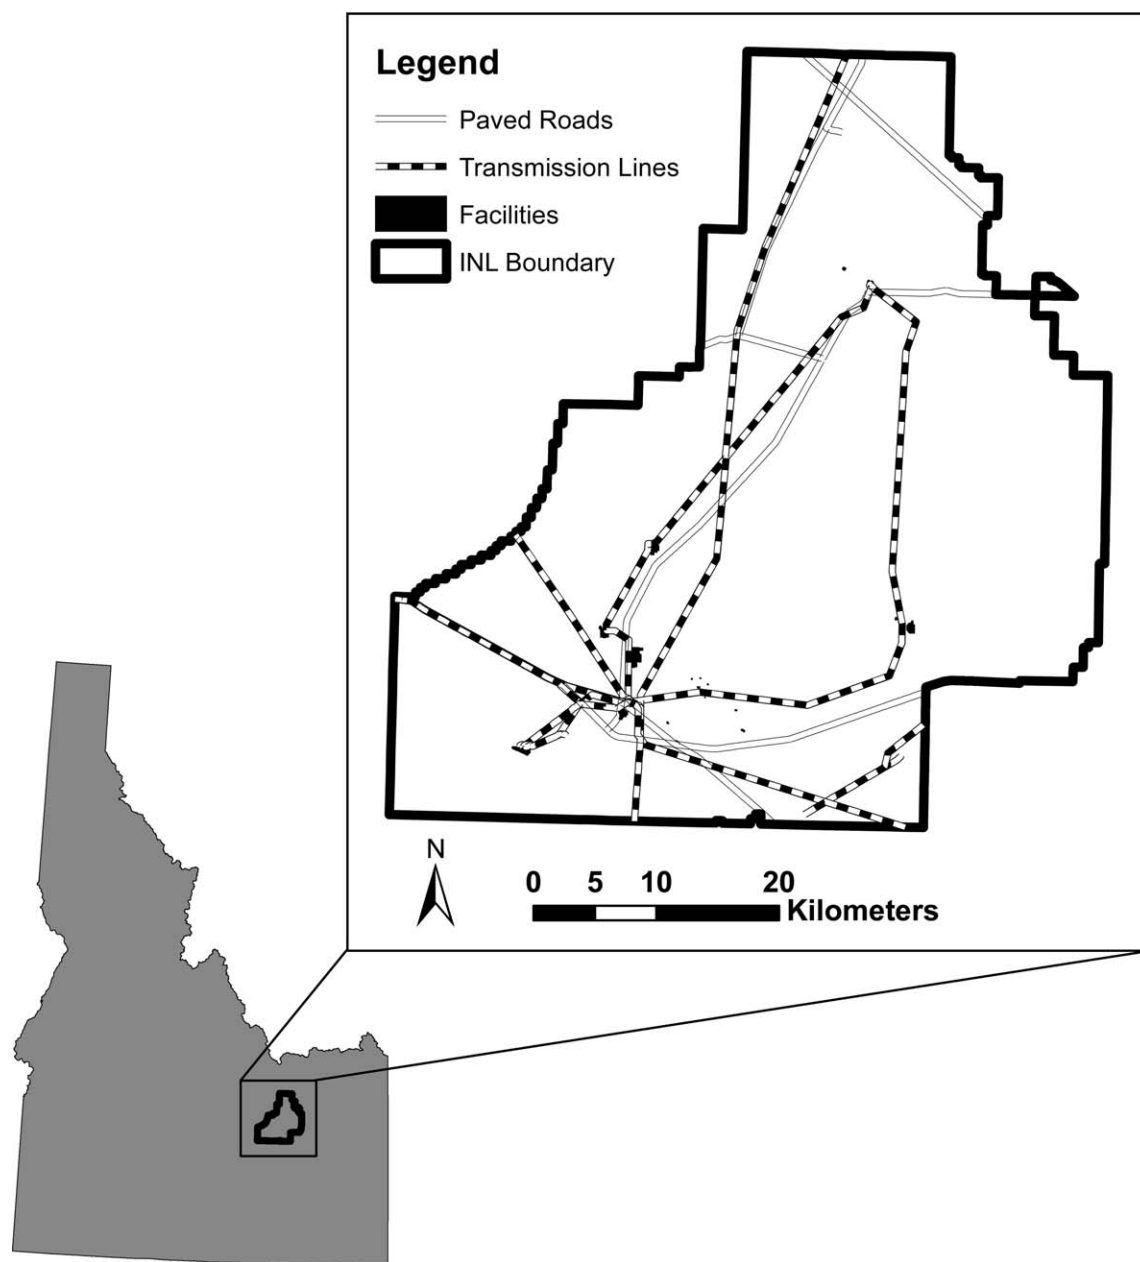 Legend
Paved Roads
Transmission Lines
Facilities
INL Boundary
N
0 5 10 20
Kilometers